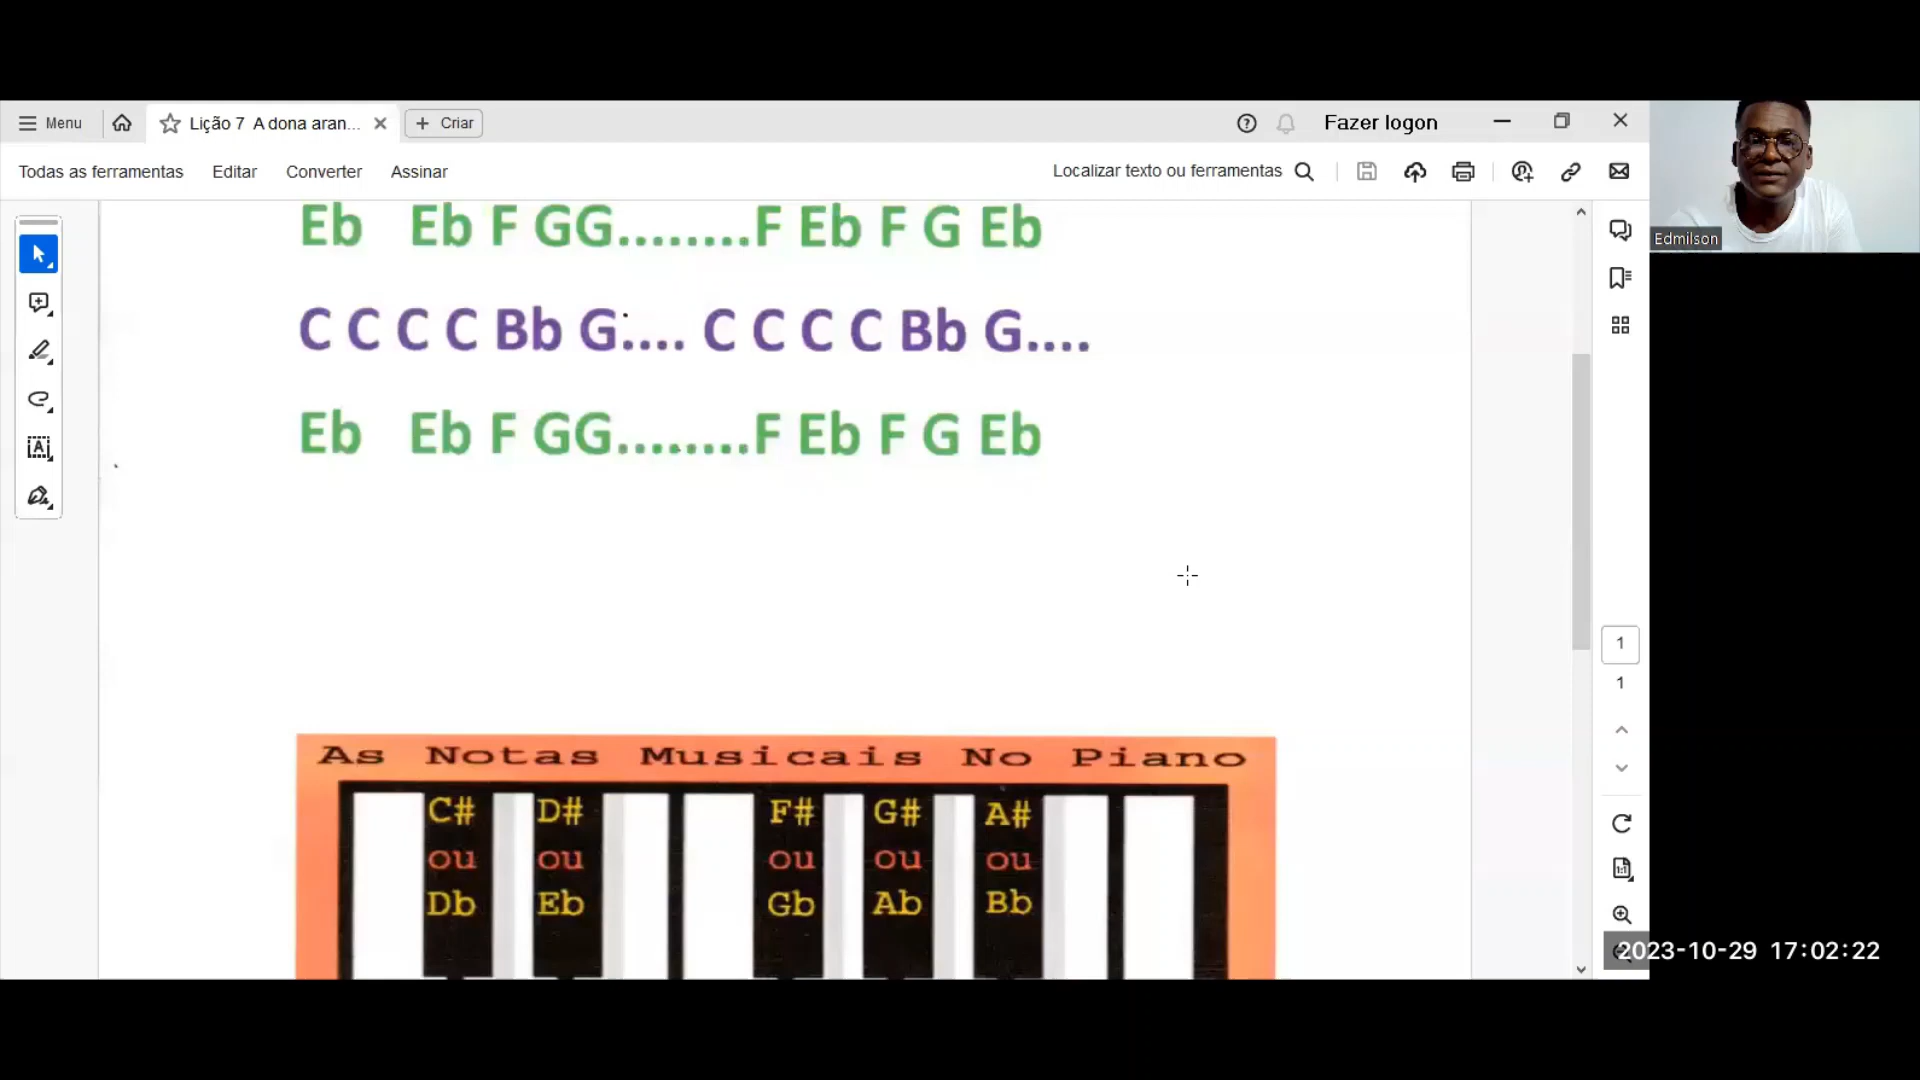 Menu
Lição 7 A dona aran...
Criar
Fazer logon
Todas as ferramentas
Editar
Converter
Assinar
Localizar texto ou ferramentas
Edmilson
Eb Eb F GG........F Eb F G Eb
C C C C Bb G.... C C C C Bb G....
Eb Eb F GG........F Eb F G Eb
1
1
As Notas Musicais No Piano
C# D# F# G# A#
ou ou ou ou ou
Db Eb Gb Ab Bb
2023-10-29 17:02:22